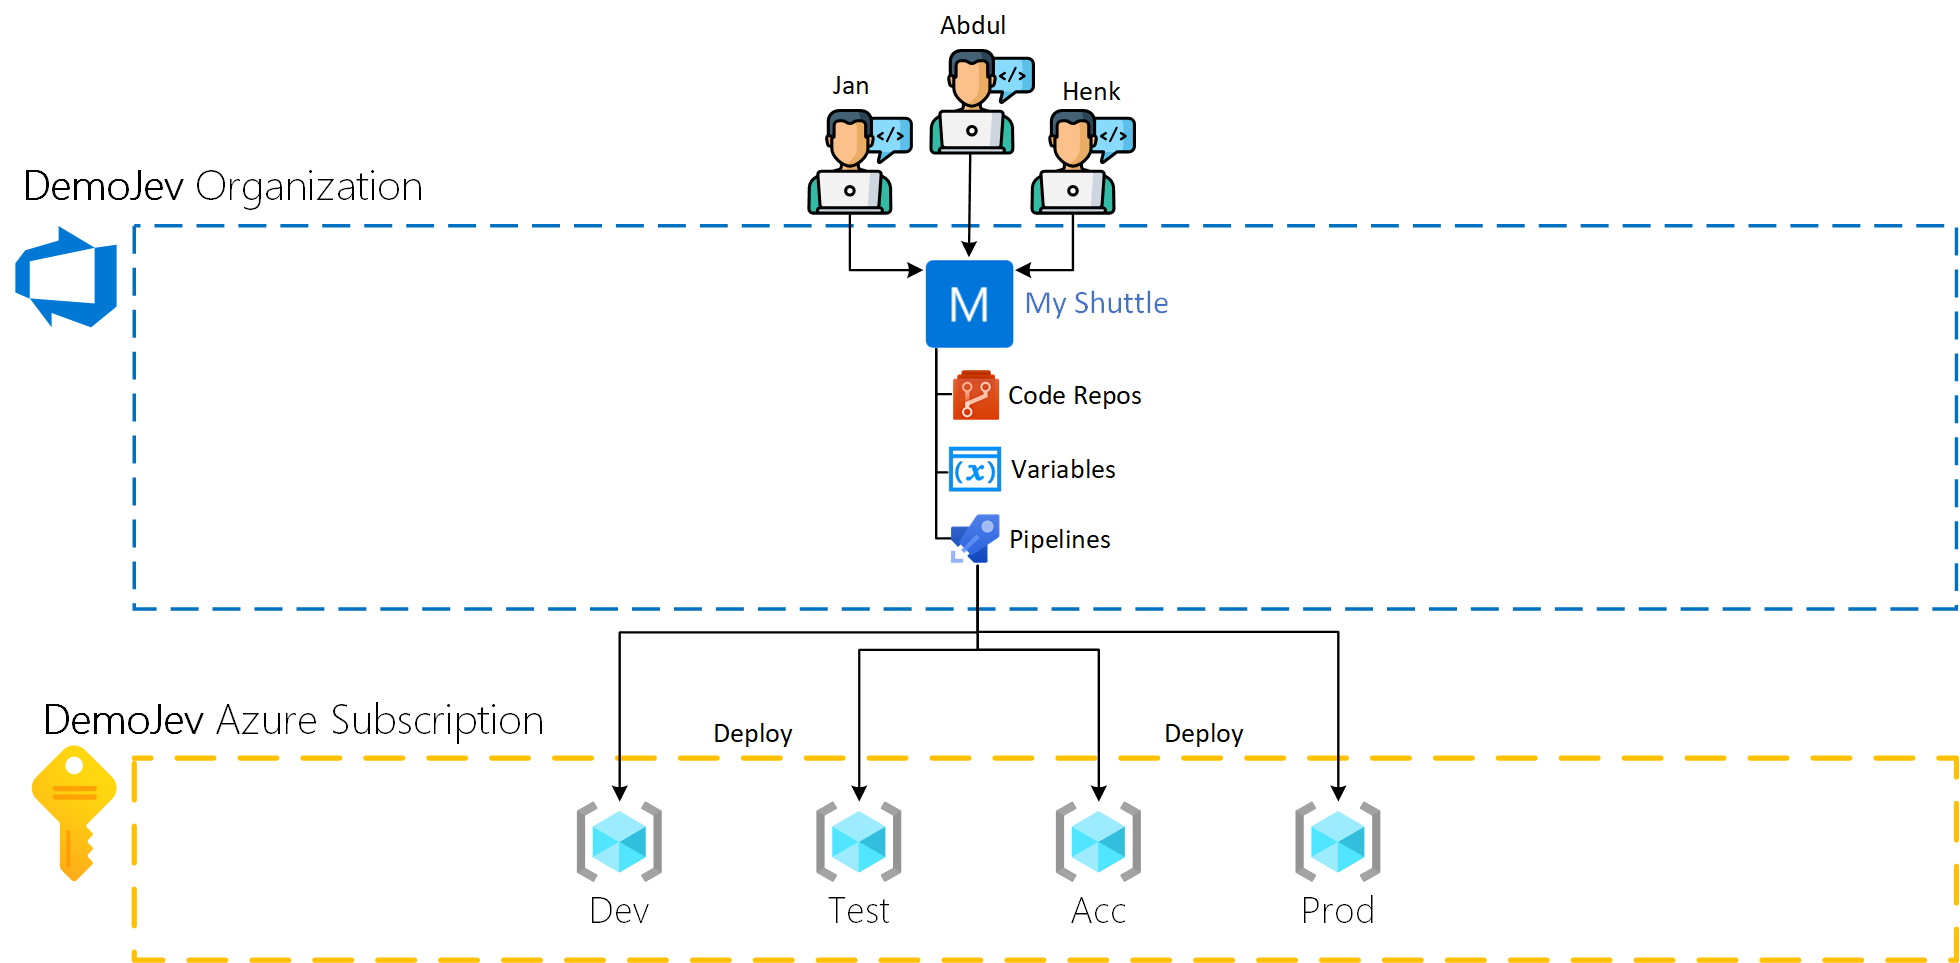 Abdul
Jan
Henk
</>
</>
</>
DemoJev Organization
M
My Shuttle
Code Repos
(x)
Variables
Pipelines
DemoJev Azure Subscription
Deploy
Deploy
Dev
Test
Acc
Prod